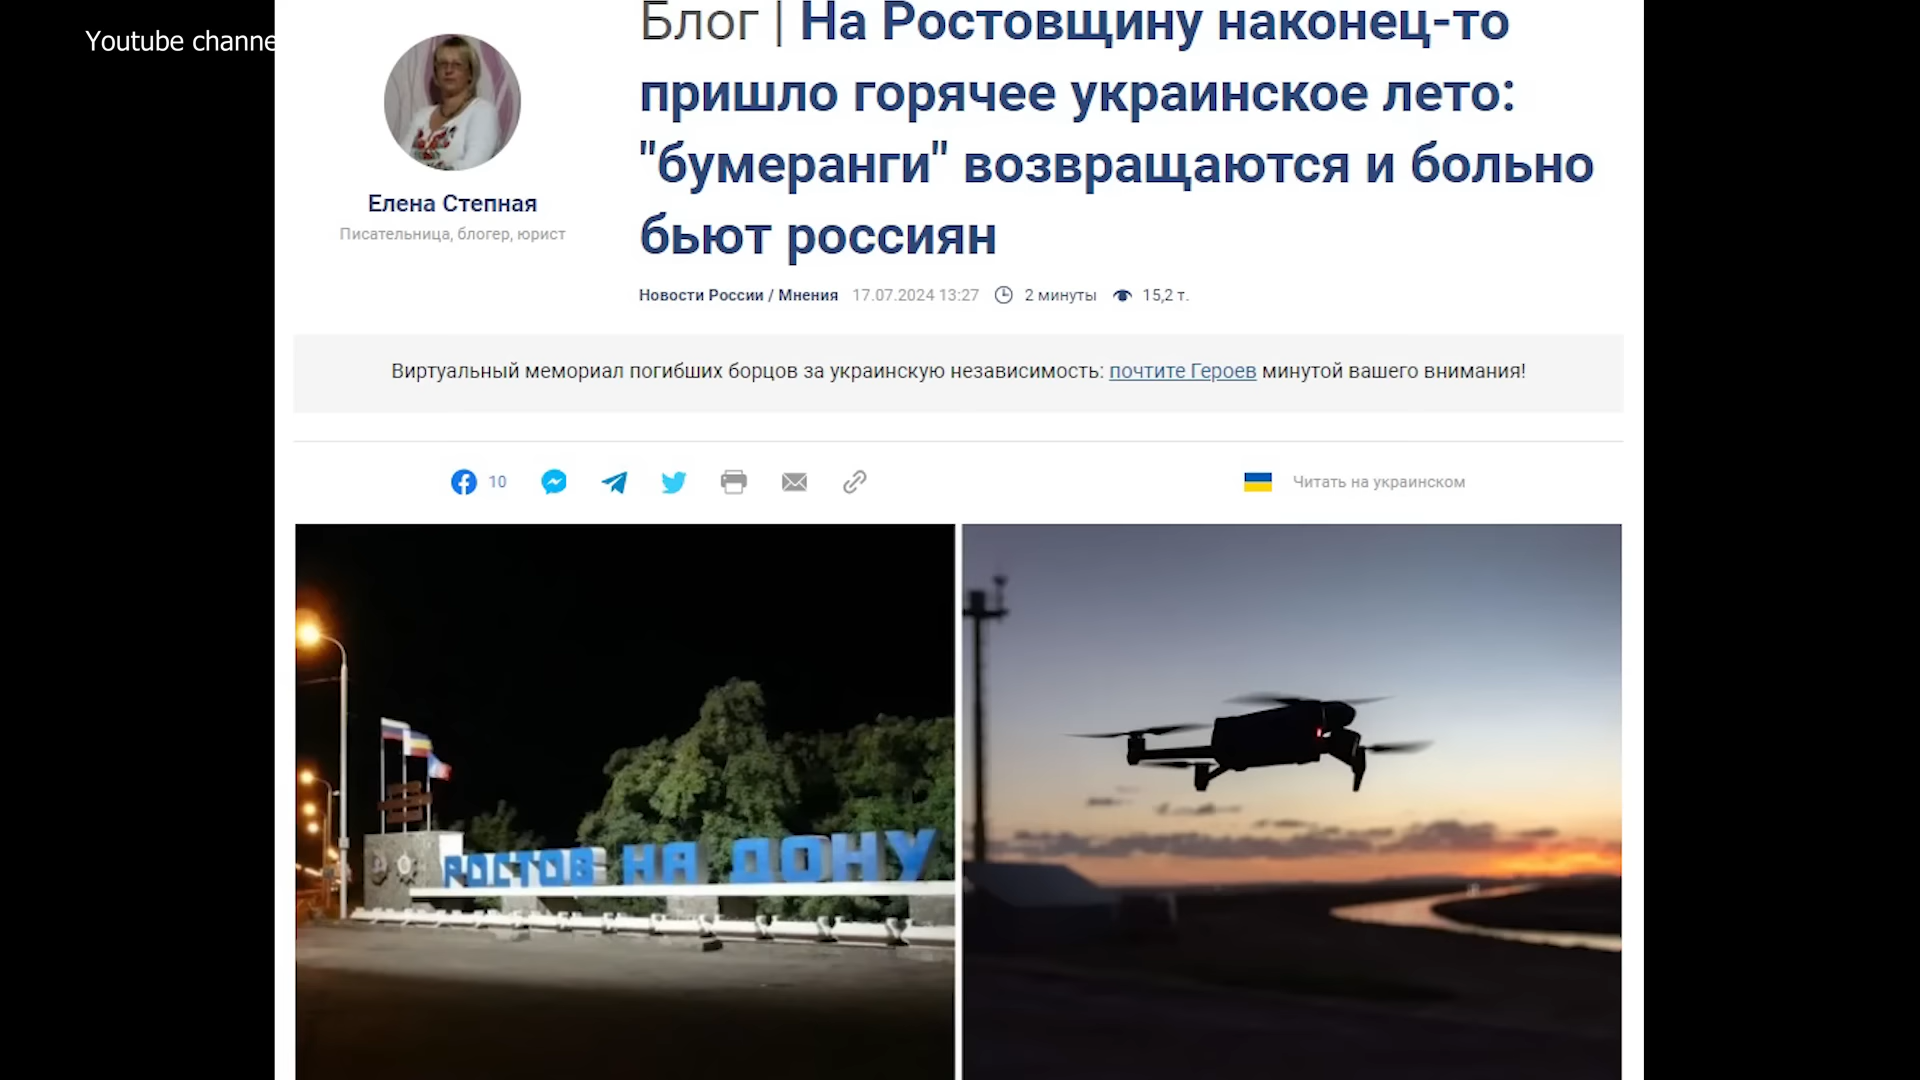 Youtube channe
Блог | На Ростовщину наконец-то
пришло горячее украинское лето:
"бумеранги" возвращаются и больно
бьют россиян
Елена Степная
Писательница, блогер, юрист
Новости России / Мнения 17.07.2024 13:27 2 минуты 15,2 т.
Виртуальный мемориал погибших борцов за украинскую независимость: почтите Героев минутой вашего внимания!
10
Читать на украинском
РОСТОВ НА ДОНУ